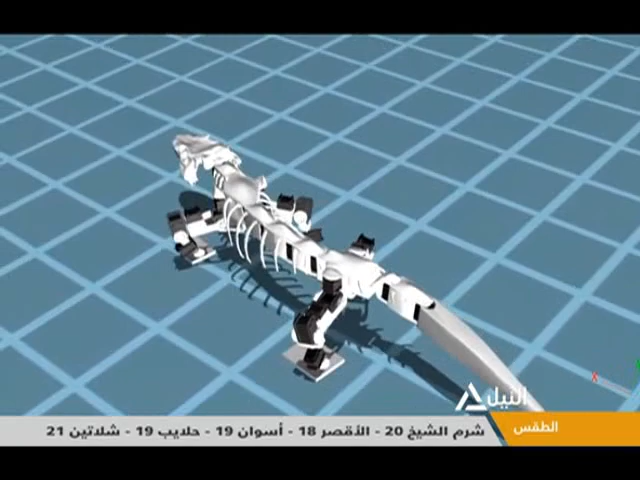 النيل
الطقس
شرم الشيخ 20 - الأقصر 18 - أسوان 19 - حلايب 19 - شلاتين 21
X